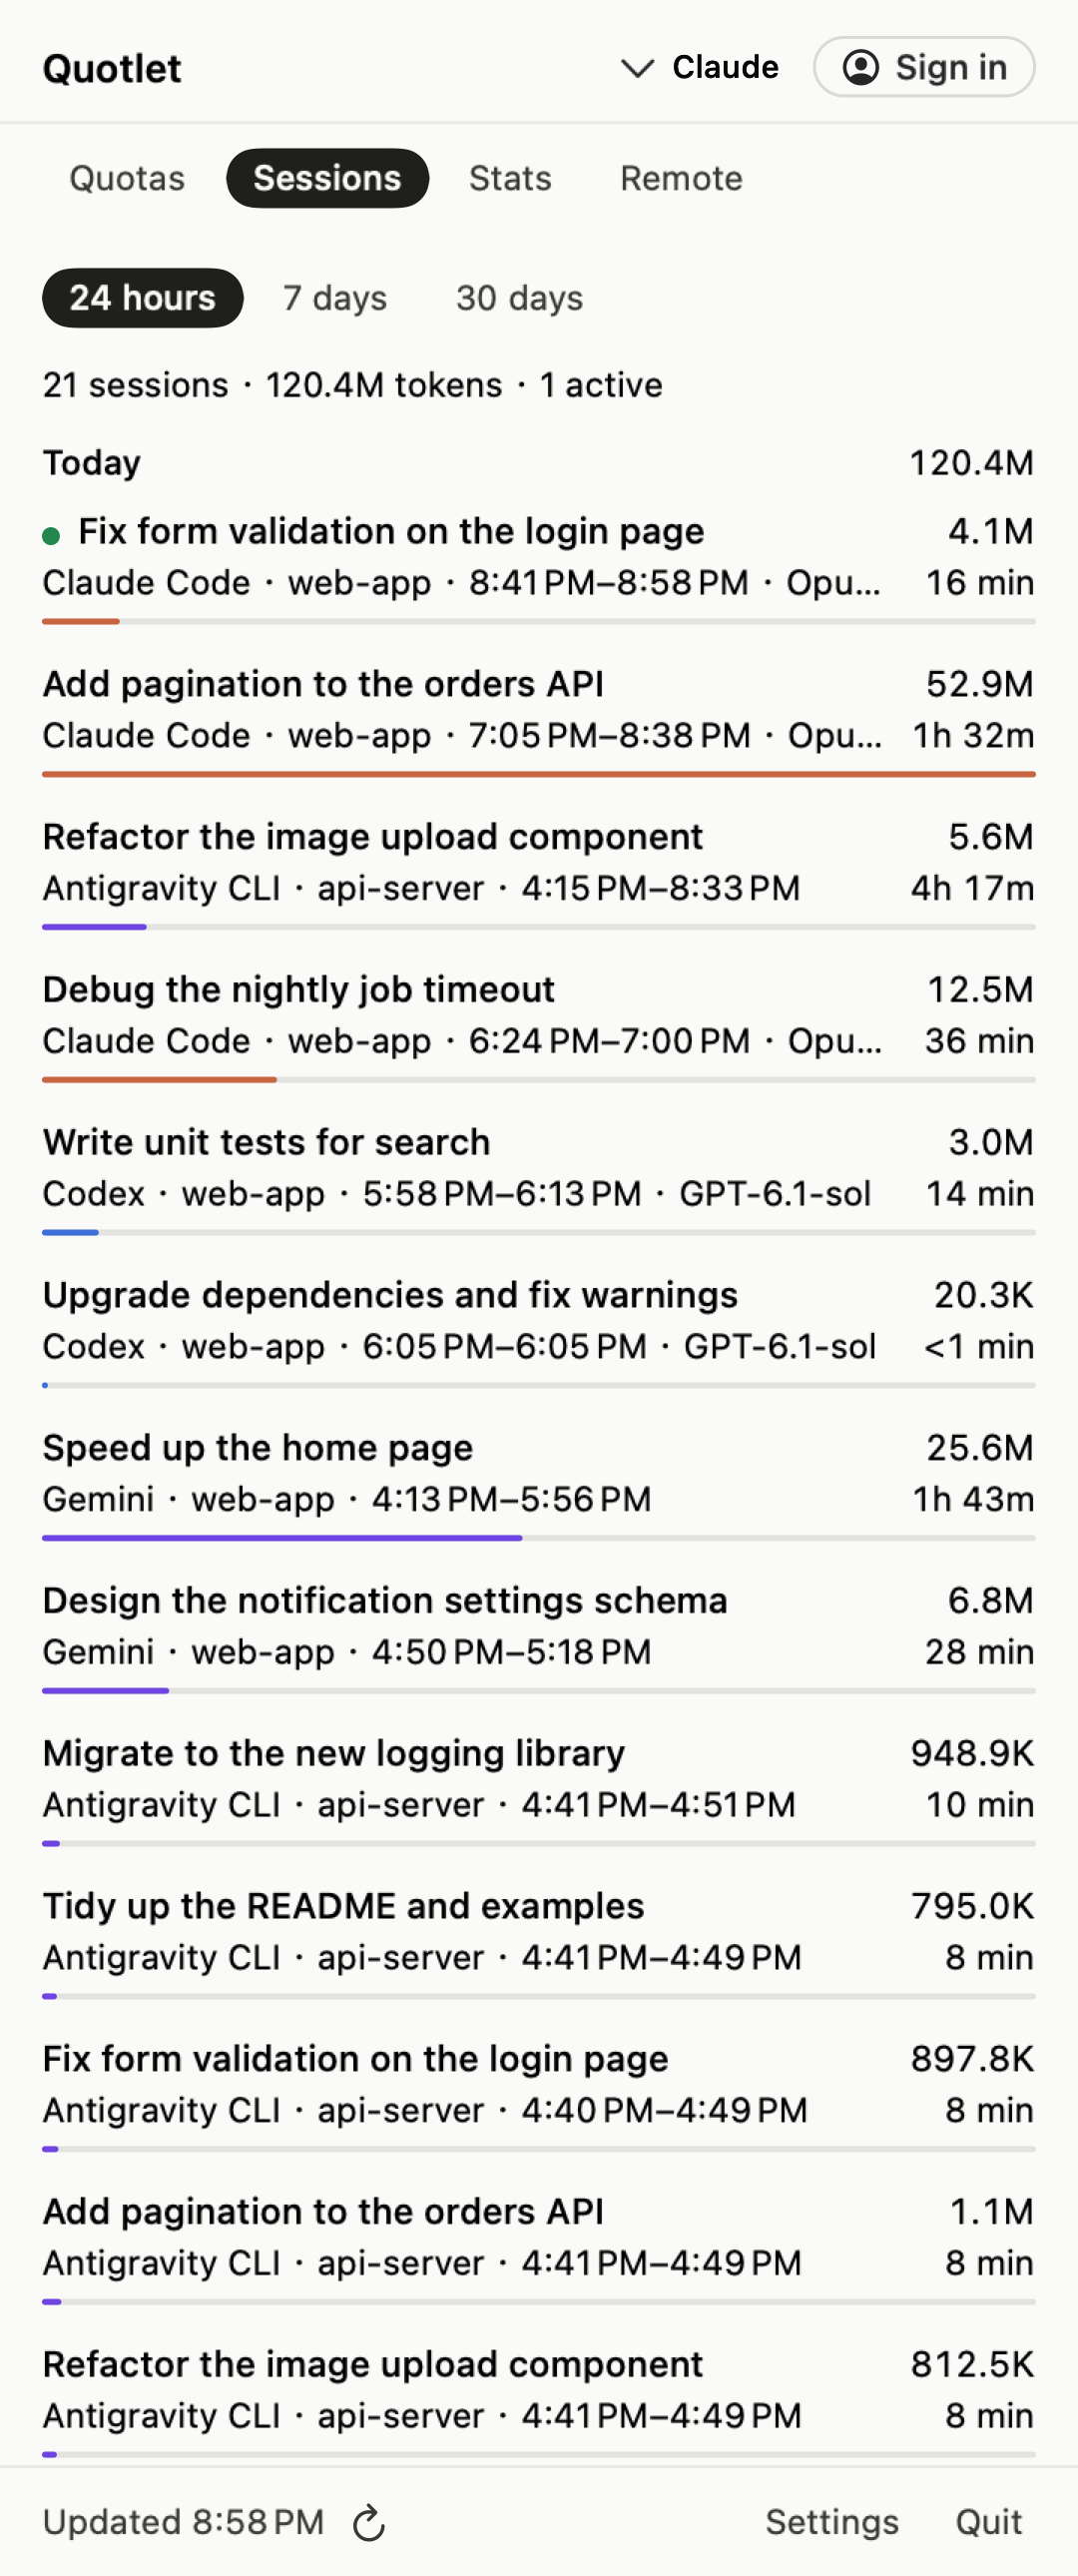 Quotlet
Claude
Sign in
Quotas Sessions Stats Remote
24 hours 7 days 30 days
21 sessions · 120.4M tokens · 1 active
Today 120.4M
Fix form validation on the login page 4.1M
Claude Code · web-app · 8:41 PM–8:58 PM · Opu... 16 min
Add pagination to the orders API 52.9M
Claude Code · web-app · 7:05 PM–8:38 PM · Opu... 1h 32m
Refactor the image upload component 5.6M
Antigravity CLI · api-server · 4:15 PM–8:33 PM 4h 17m
Debug the nightly job timeout 12.5M
Claude Code · web-app · 6:24 PM–7:00 PM · Opu... 36 min
Write unit tests for search 3.0M
Codex · web-app · 5:58 PM–6:13 PM · GPT-6.1-sol 14 min
Upgrade dependencies and fix warnings 20.3K
Codex · web-app · 6:05 PM–6:05 PM · GPT-6.1-sol <1 min
Speed up the home page 25.6M
Gemini · web-app · 4:13 PM–5:56 PM 1h 43m
Design the notification settings schema 6.8M
Gemini · web-app · 4:50 PM–5:18 PM 28 min
Migrate to the new logging library 948.9K
Antigravity CLI · api-server · 4:41 PM–4:51 PM 10 min
Tidy up the README and examples 795.0K
Antigravity CLI · api-server · 4:41 PM–4:49 PM 8 min
Fix form validation on the login page 897.8K
Antigravity CLI · api-server · 4:40 PM–4:49 PM 8 min
Add pagination to the orders API 1.1M
Antigravity CLI · api-server · 4:41 PM–4:49 PM 8 min
Refactor the image upload component 812.5K
Antigravity CLI · api-server · 4:41 PM–4:49 PM 8 min
Updated 8:58 PM Settings Quit